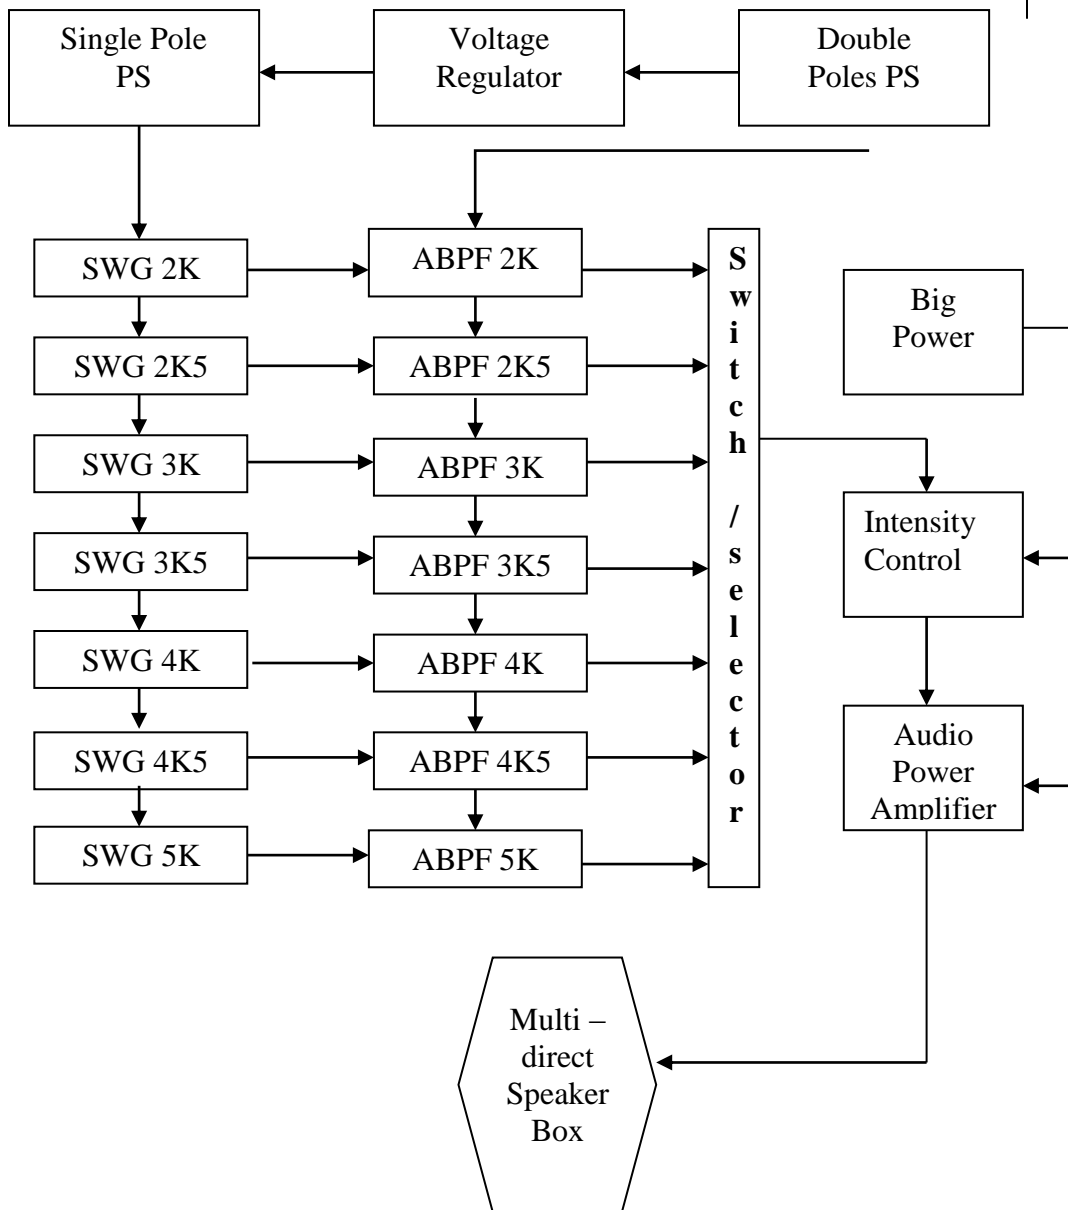 Single Pole
PS
Voltage
Regulator
Double
Poles PS
SWG 2K
ABPF 2K
SWG 2K5
ABPF 2K5
SWG 3K
ABPF 3K
SWG 3K5
ABPF 3K5
SWG 4K
ABPF 4K
SWG 4K5
ABPF 4K5
SWG 5K
ABPF 5K
S
w
i
t
c
h
/
s
e
l
e
c
t
o
r
Big
Power
Intensity
Control
Audio
Power
Amplifier
Multi –
direct
Speaker
Box